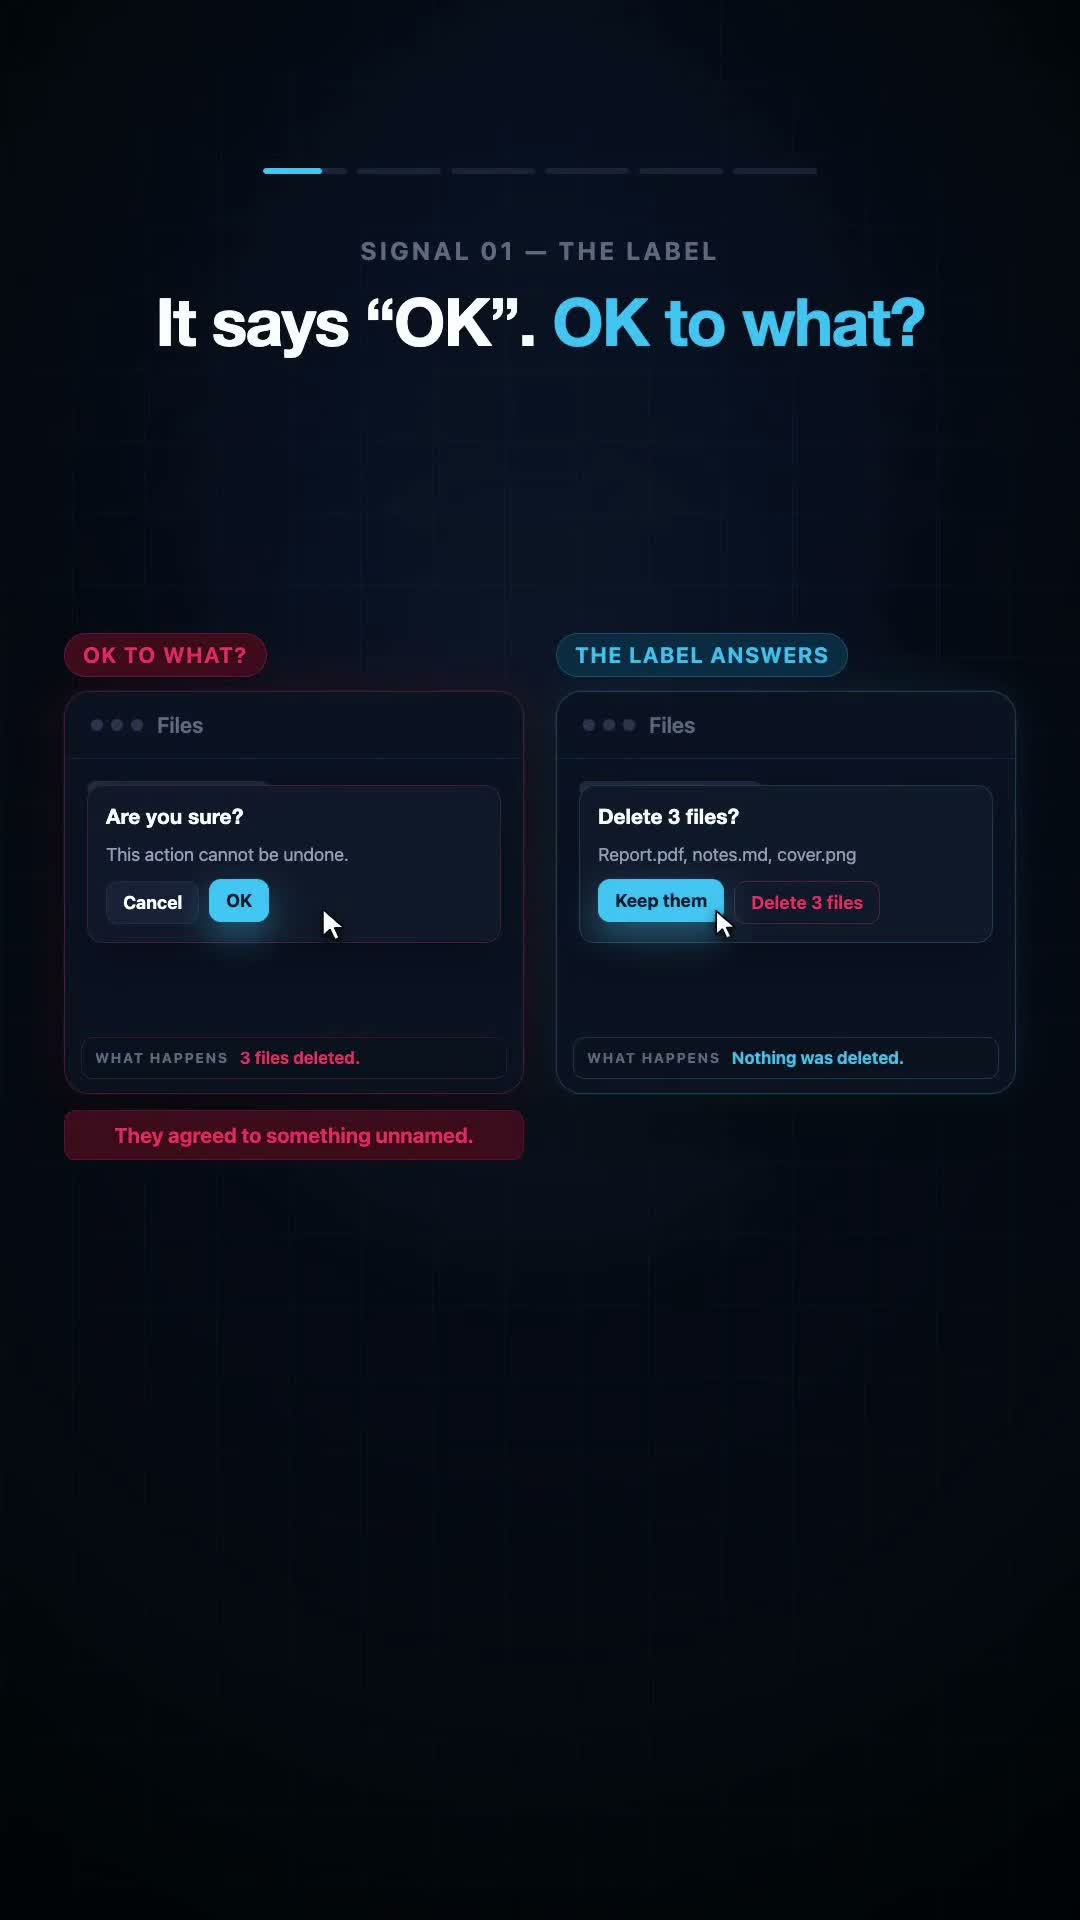 SIGNAL 01 — THE LABEL
It says “OK”. OK to what?
OK TO WHAT?
Files
Are you sure?
This action cannot be undone.
Cancel
OK
WHAT HAPPENS 3 files deleted.
They agreed to something unnamed.
THE LABEL ANSWERS
Files
Delete 3 files?
Report.pdf, notes.md, cover.png
Keep them
Delete 3 files
WHAT HAPPENS Nothing was deleted.